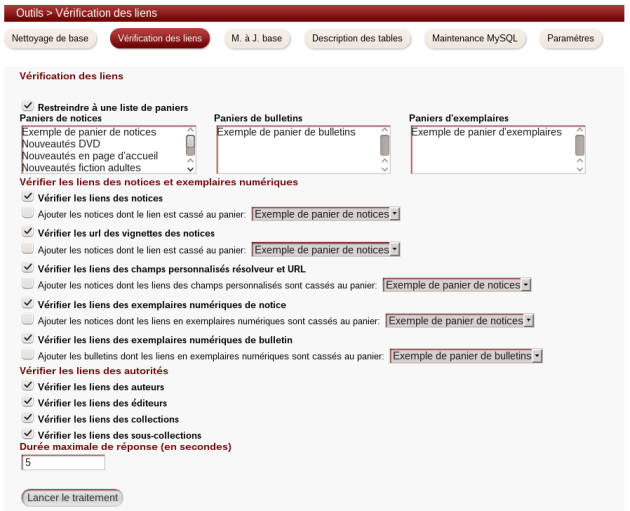 Outils > Vérification des liens
Nettoyage de base Vérification des liens M. à J. base Description des tables Maintenance MySQL Paramètres
Vérification des liens
Restreindre à une liste de paniers
Paniers de notices Paniers de bulletins Paniers d'exemplaires
Exemple de panier de notices Exemple de panier de bulletins Exemple de panier d'exemplaires
Nouveautés DVD
Nouveautés en page d'accueil
Nouveautés fiction adultes
Vérifier les liens des notices et exemplaires numériques
Vérifier les liens des notices
Ajouter les notices dont le lien est cassé au panier: Exemple de panier de notices
Vérifier les url des vignettes des notices
Ajouter les notices dont le lien est cassé au panier: Exemple de panier de notices
Vérifier les liens des champs personnalisés résolveur et URL
Ajouter les notices dont les liens des champs personnalisés sont cassés au panier: Exemple de panier de notices
Vérifier les liens des exemplaires numériques de notice
Ajouter les notices dont les liens en exemplaires numériques sont cassés au panier: Exemple de panier de notices
Vérifier les liens des exemplaires numériques de bulletin
Ajouter les bulletins dont les liens en exemplaires numériques sont cassés au panier: Exemple de panier de bulletins
Vérifier les liens des autorités
Vérifier les liens des auteurs
Vérifier les liens des éditeurs
Vérifier les liens des collections
Vérifier les liens des sous-collections
Durée maximale de réponse (en secondes)
5
Lancer le traitement